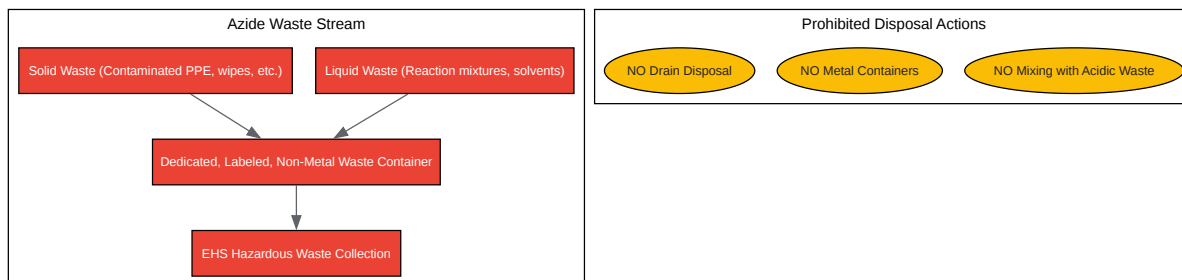 Azide Waste Stream
Solid Waste (Contaminated PPE, wipes, etc.)
Liquid Waste (Reaction mixtures, solvents)
Dedicated, Labeled, Non-Metal Waste Container
EHS Hazardous Waste Collection
Prohibited Disposal Actions
NO Drain Disposal
NO Metal Containers
NO Mixing with Acidic Waste